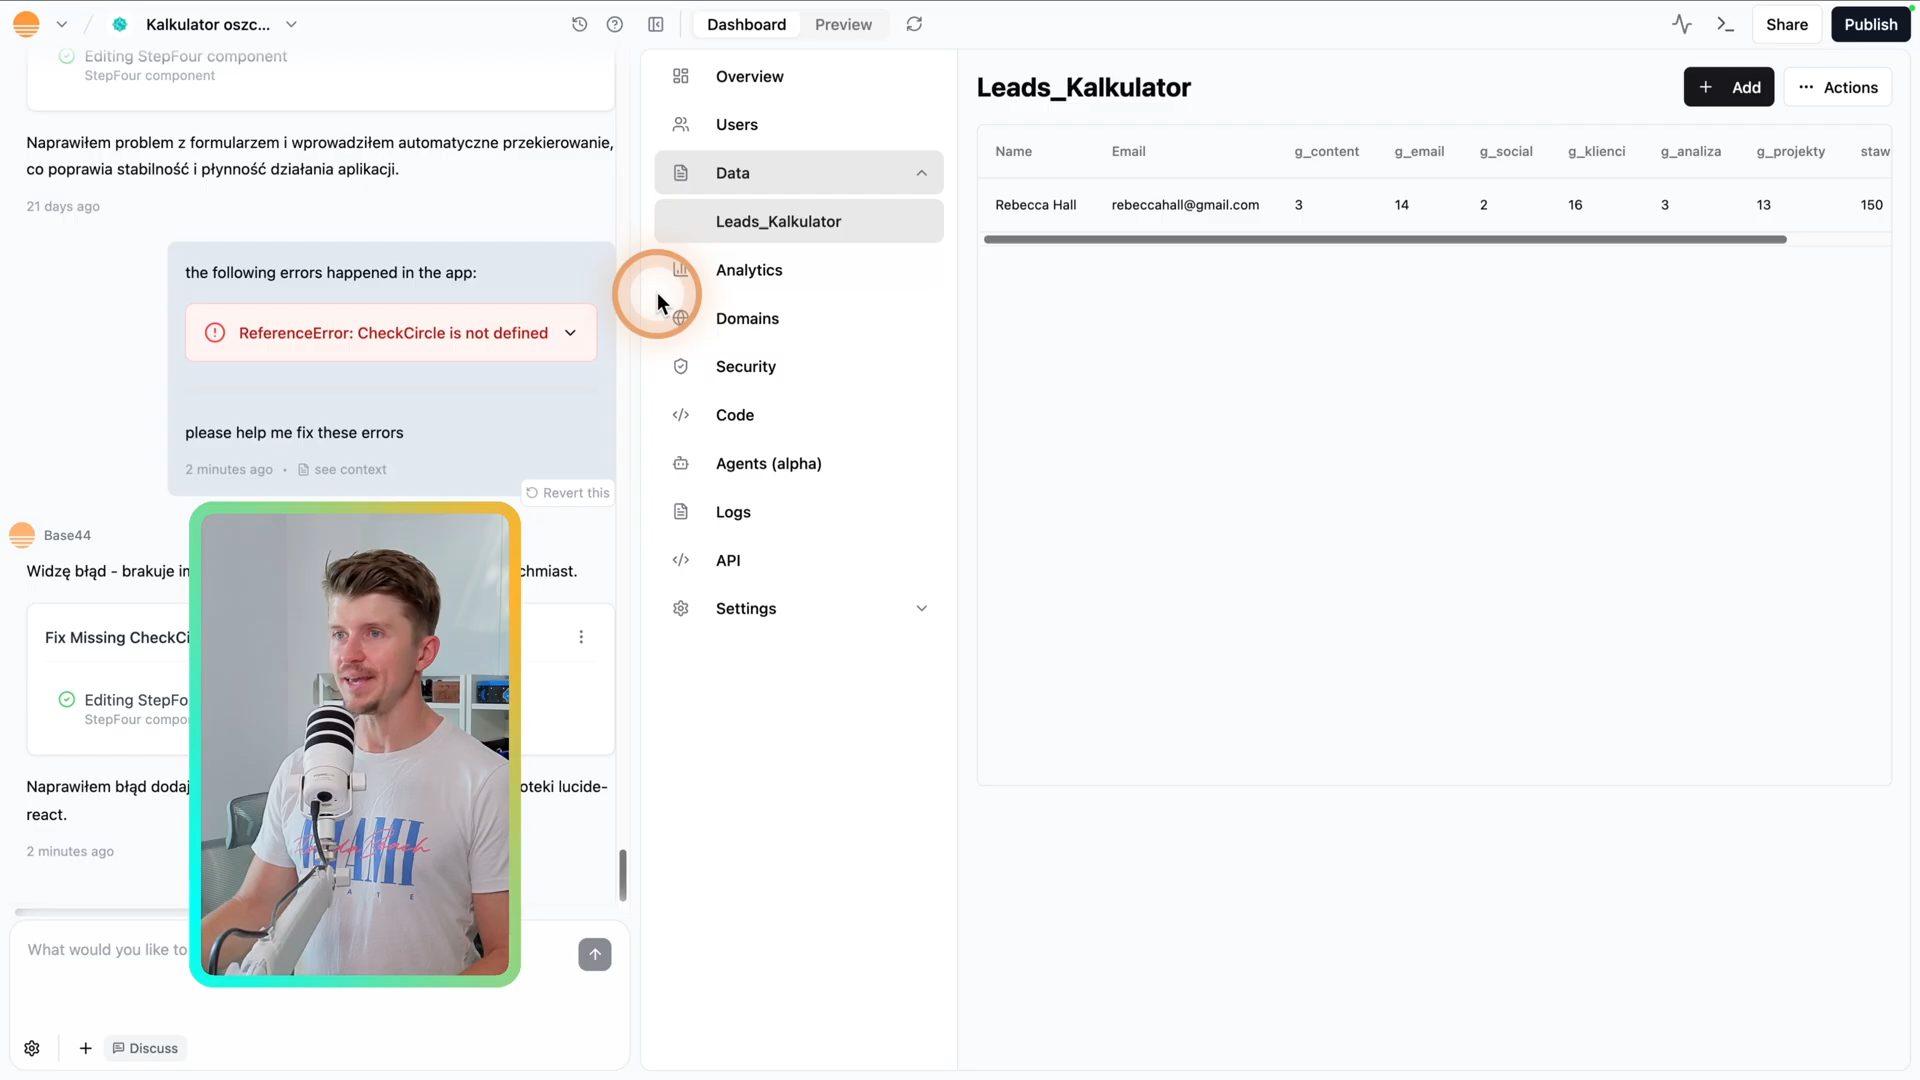 Kalkulator oszc...
Dashboard
Preview
Share
Publish
Editing StepFour component
StepFour component
Naprawiłem problem z formularzem i wprowadziłem automatyczne przekierowanie,
co poprawia stabilność i płynność działania aplikacji.
21 days ago
the following errors happened in the app:
ReferenceError: CheckCircle is not defined
please help me fix these errors
2 minutes ago • see context
Revert this
Base44
Widzę błąd - brakuje im chmiast.
Fix Missing CheckCi
Editing StepFo
StepFour compo
Naprawiłem błąd dodaj oteki lucide-
react.
2 minutes ago
What would you like to
Discuss
Overview
Users
Data
Leads_Kalkulator
Analytics
Domains
Security
Code
Agents (alpha)
Logs
API
Settings
Leads_Kalkulator
+ Add
... Actions
Name Email g_content g_email g_social g_klienci g_analiza g_projekty staw
Rebecca Hall rebeccahall@gmail.com 3 14 2 16 3 13 150